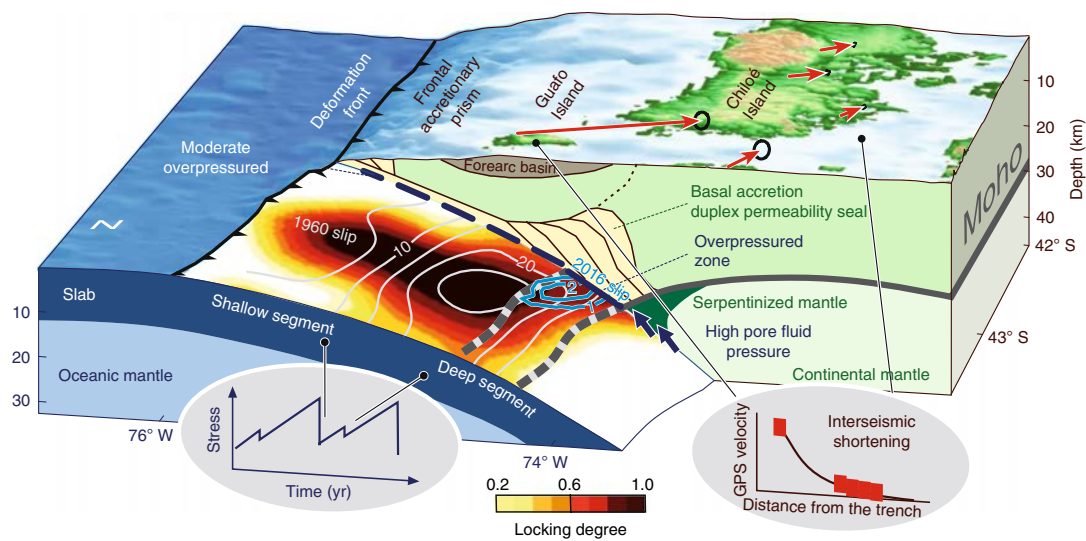 Deformation
front
Frontal
accretionary
prism
Guafo
Island
Chiloé
Island
Moderate
overpressured
Forearc basin
Basal accretion
duplex permeability seal
Overpressured
zone
Moho
10
20
30
40
Depth (km)
42° S
43° S
N
1960 slip
10
20
2016 slip
2
1
Serpentinized mantle
High pore fluid
pressure
Continental mantle
Slab
Shallow segment
Deep segment
Oceanic mantle
10
20
30
76° W
74° W
Stress
Time (yr)
0.2
0.6
1.0
Locking degree
GPS velocity
Interseismic
shortening
Distance from the trench